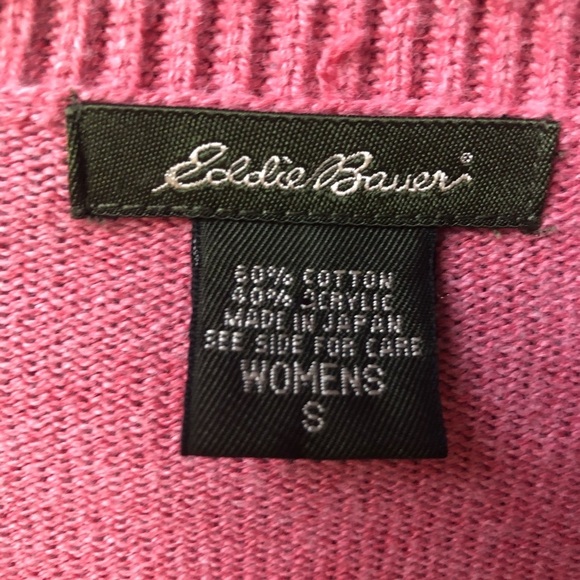 Eddie Bauer®
60% COTTON
40% ACRYLIC
MADE IN JAPAN
SEE SIDE FOR CARE
WOMENS
S